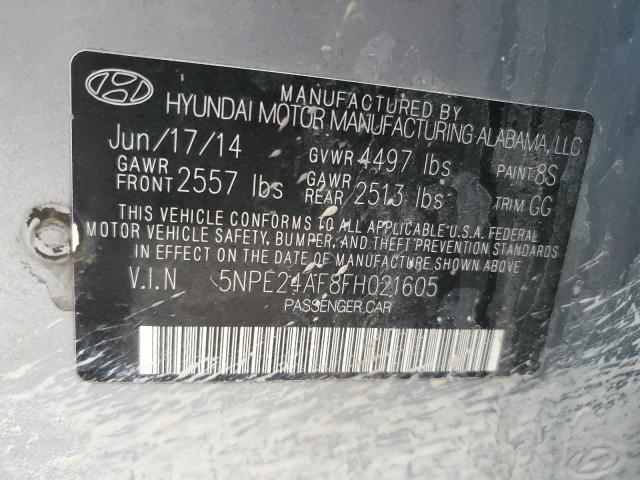 MANUFACTURED BY
HYUNDAI MOTOR MANUFACTURING ALABAMA, LLC
Jun/17/14 GVWR 4497 lbs PAINT 8S
GAWR FRONT 2557 lbs GAWR REAR 2513 lbs TRIM GG
THIS VEHICLE CONFORMS TO ALL APPLICABLE U.S.A. FEDERAL
MOTOR VEHICLE SAFETY, BUMPER, AND THEFT PREVENTION STANDARDS
IN EFFECT ON THE DATE OF MANUFACTURE SHOWN ABOVE.
V.I.N 5NPE24AF8FH021605
PASSENGER CAR